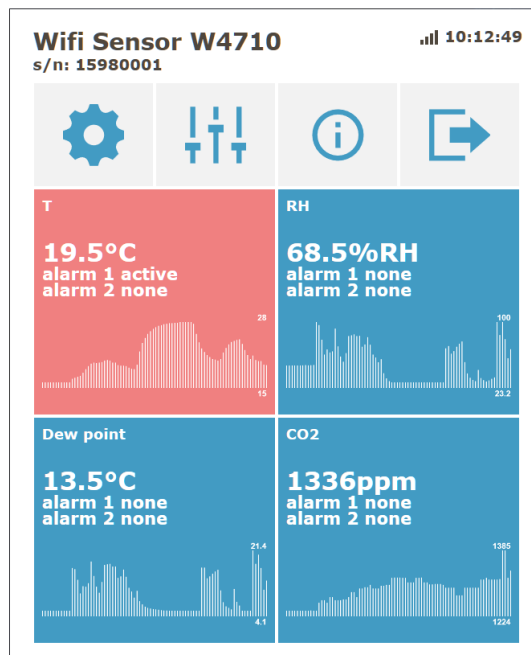 Wifi Sensor W4710
10:12:49
s/n: 15980001
T
19.5ºC
alarm 1 active
alarm 2 none
28
15
RH
68.5%RH
alarm 1 none
alarm 2 none
100
23.2
Dew point
13.5ºC
alarm 1 none
alarm 2 none
21.4
4.1
CO2
1336ppm
alarm 1 none
alarm 2 none
1385
1224